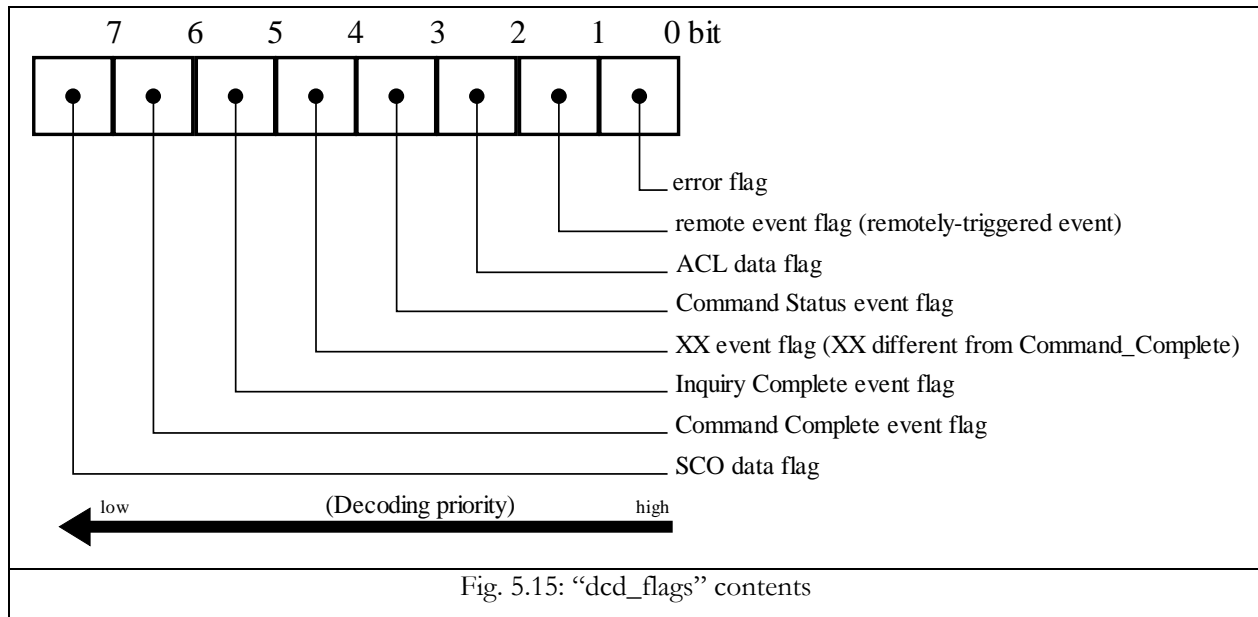 7 6 5 4 3 2 1 0 bit
error flag
remote event flag (remotely-triggered event)
ACL data flag
Command Status event flag
XX event flag (XX different from Command_Complete)
Inquiry Complete event flag
Command Complete event flag
SCO data flag
low (Decoding priority) high
Fig. 5.15: “dcd_flags” contents